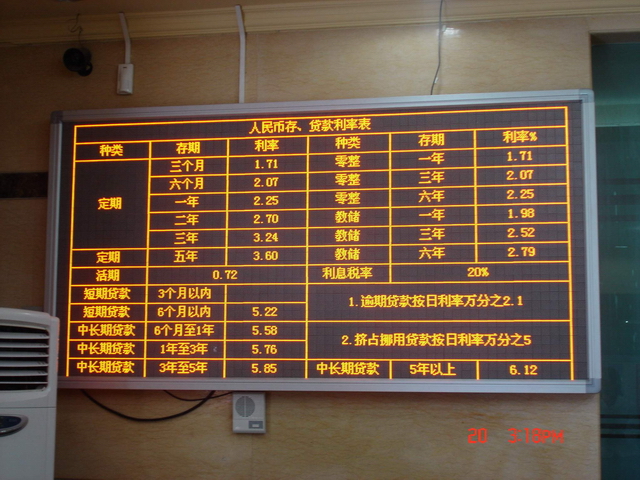 人民币存、贷款利率表
种类 存期 利率 种类 存期 利率%
三个月 1.71 零整 一年 1.71
六个月 2.07 零整 三年 2.07
定期 一年 2.25 零整 六年 2.25
二年 2.70 教储 一年 1.98
三年 3.24 教储 三年 2.52
定期 五年 3.60 教储 六年 2.79
活期 0.72 利息税率 20%
短期贷款 3个月以内
1.逾期贷款按日利率万分之2.1
短期贷款 6个月以内 5.22
中长期贷款 6个月至1年 5.58
2.挤占挪用贷款按日利率万分之5
中长期贷款 1年至3年 5.76
中长期贷款 3年至5年 5.85 中长期贷款 5年以上 6.12
20 3:18PM